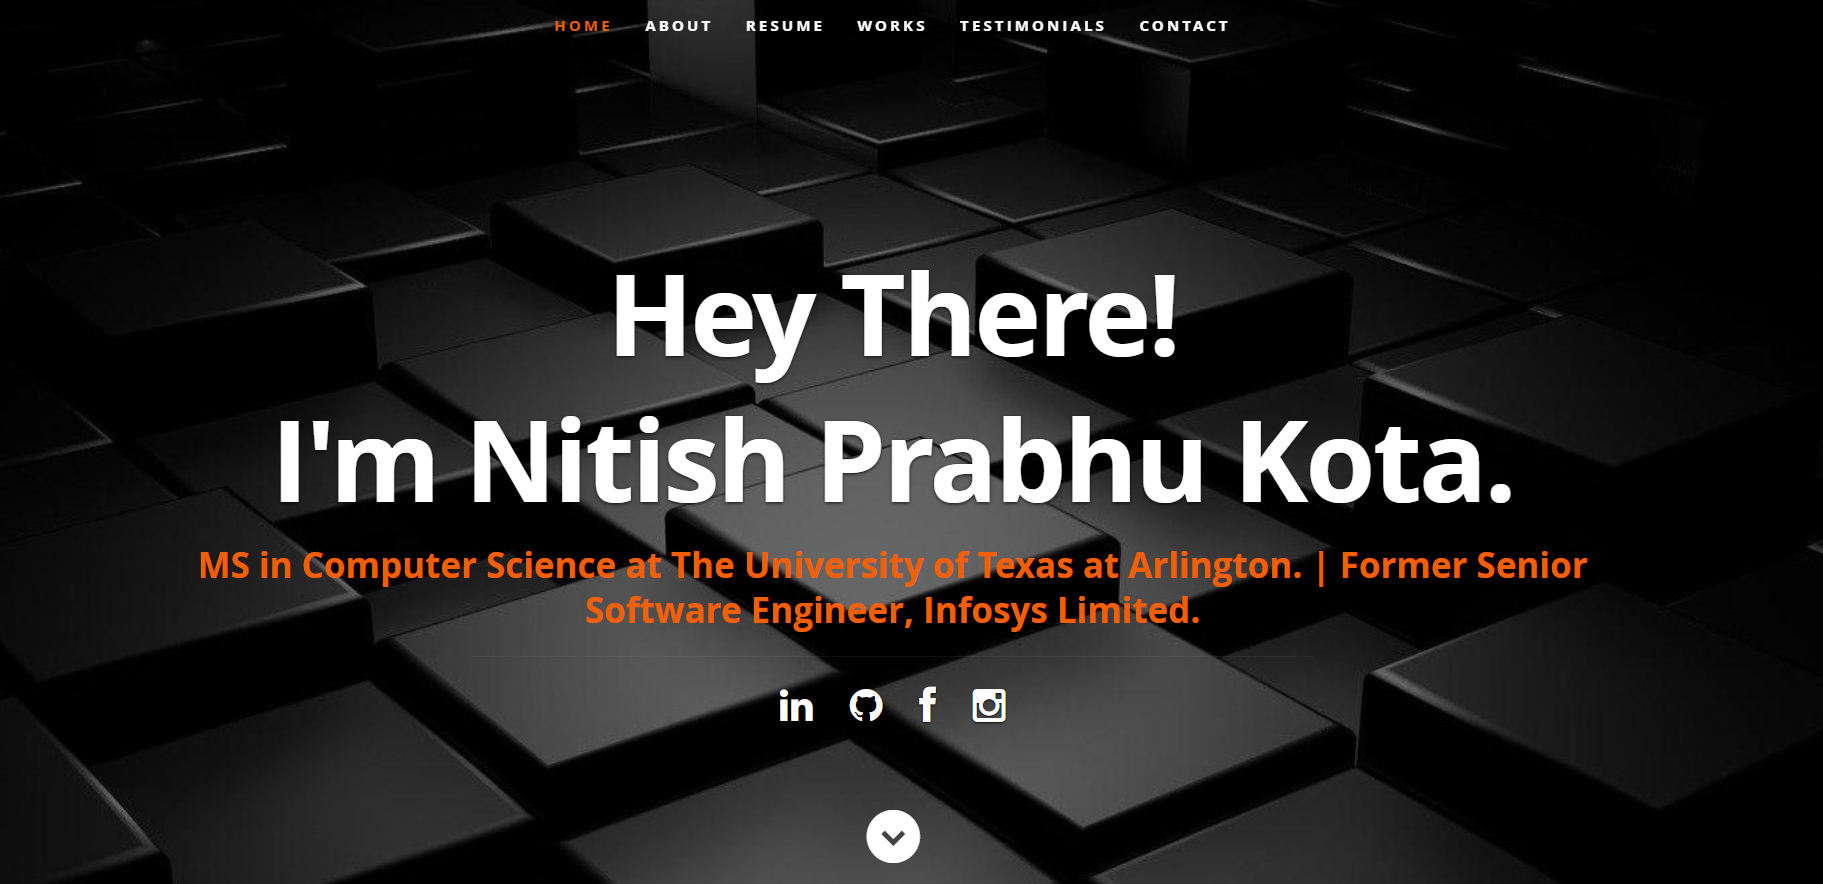 HOME ABOUT RESUME WORKS TESTIMONIALS CONTACT
Hey There!
I'm Nitish Prabhu Kota.
MS in Computer Science at The University of Texas at Arlington. | Former Senior
Software Engineer, Infosys Limited.